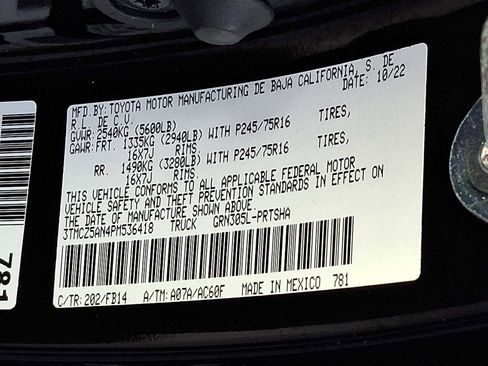 MFD.BY: TOYOTA MOTOR MANUFACTURING DE BAJA CALIFORNIA, S. DE
R.L. DE C.V. DATE: 10/22
GVWR: 2540KG (5600LB)
GAWR: FRT. 1335KG (2940LB) WITH P245/75R16 TIRES,
16X7J RIMS.
RR. 1490KG (3280LB) WITH P245/75R16 TIRES,
16X7J RIMS.
THIS VEHICLE CONFORMS TO ALL APPLICABLE FEDERAL MOTOR
VEHICLE SAFETY AND THEFT PREVENTION STANDARDS IN EFFECT ON
THE DATE OF MANUFACTURE SHOWN ABOVE.
3TMCZ5AN4PM536418 TRUCK GRN305L-PRTSHA
C/TR: 202/FB14 A/TM: A07A/AC60F MADE IN MEXICO 781
781